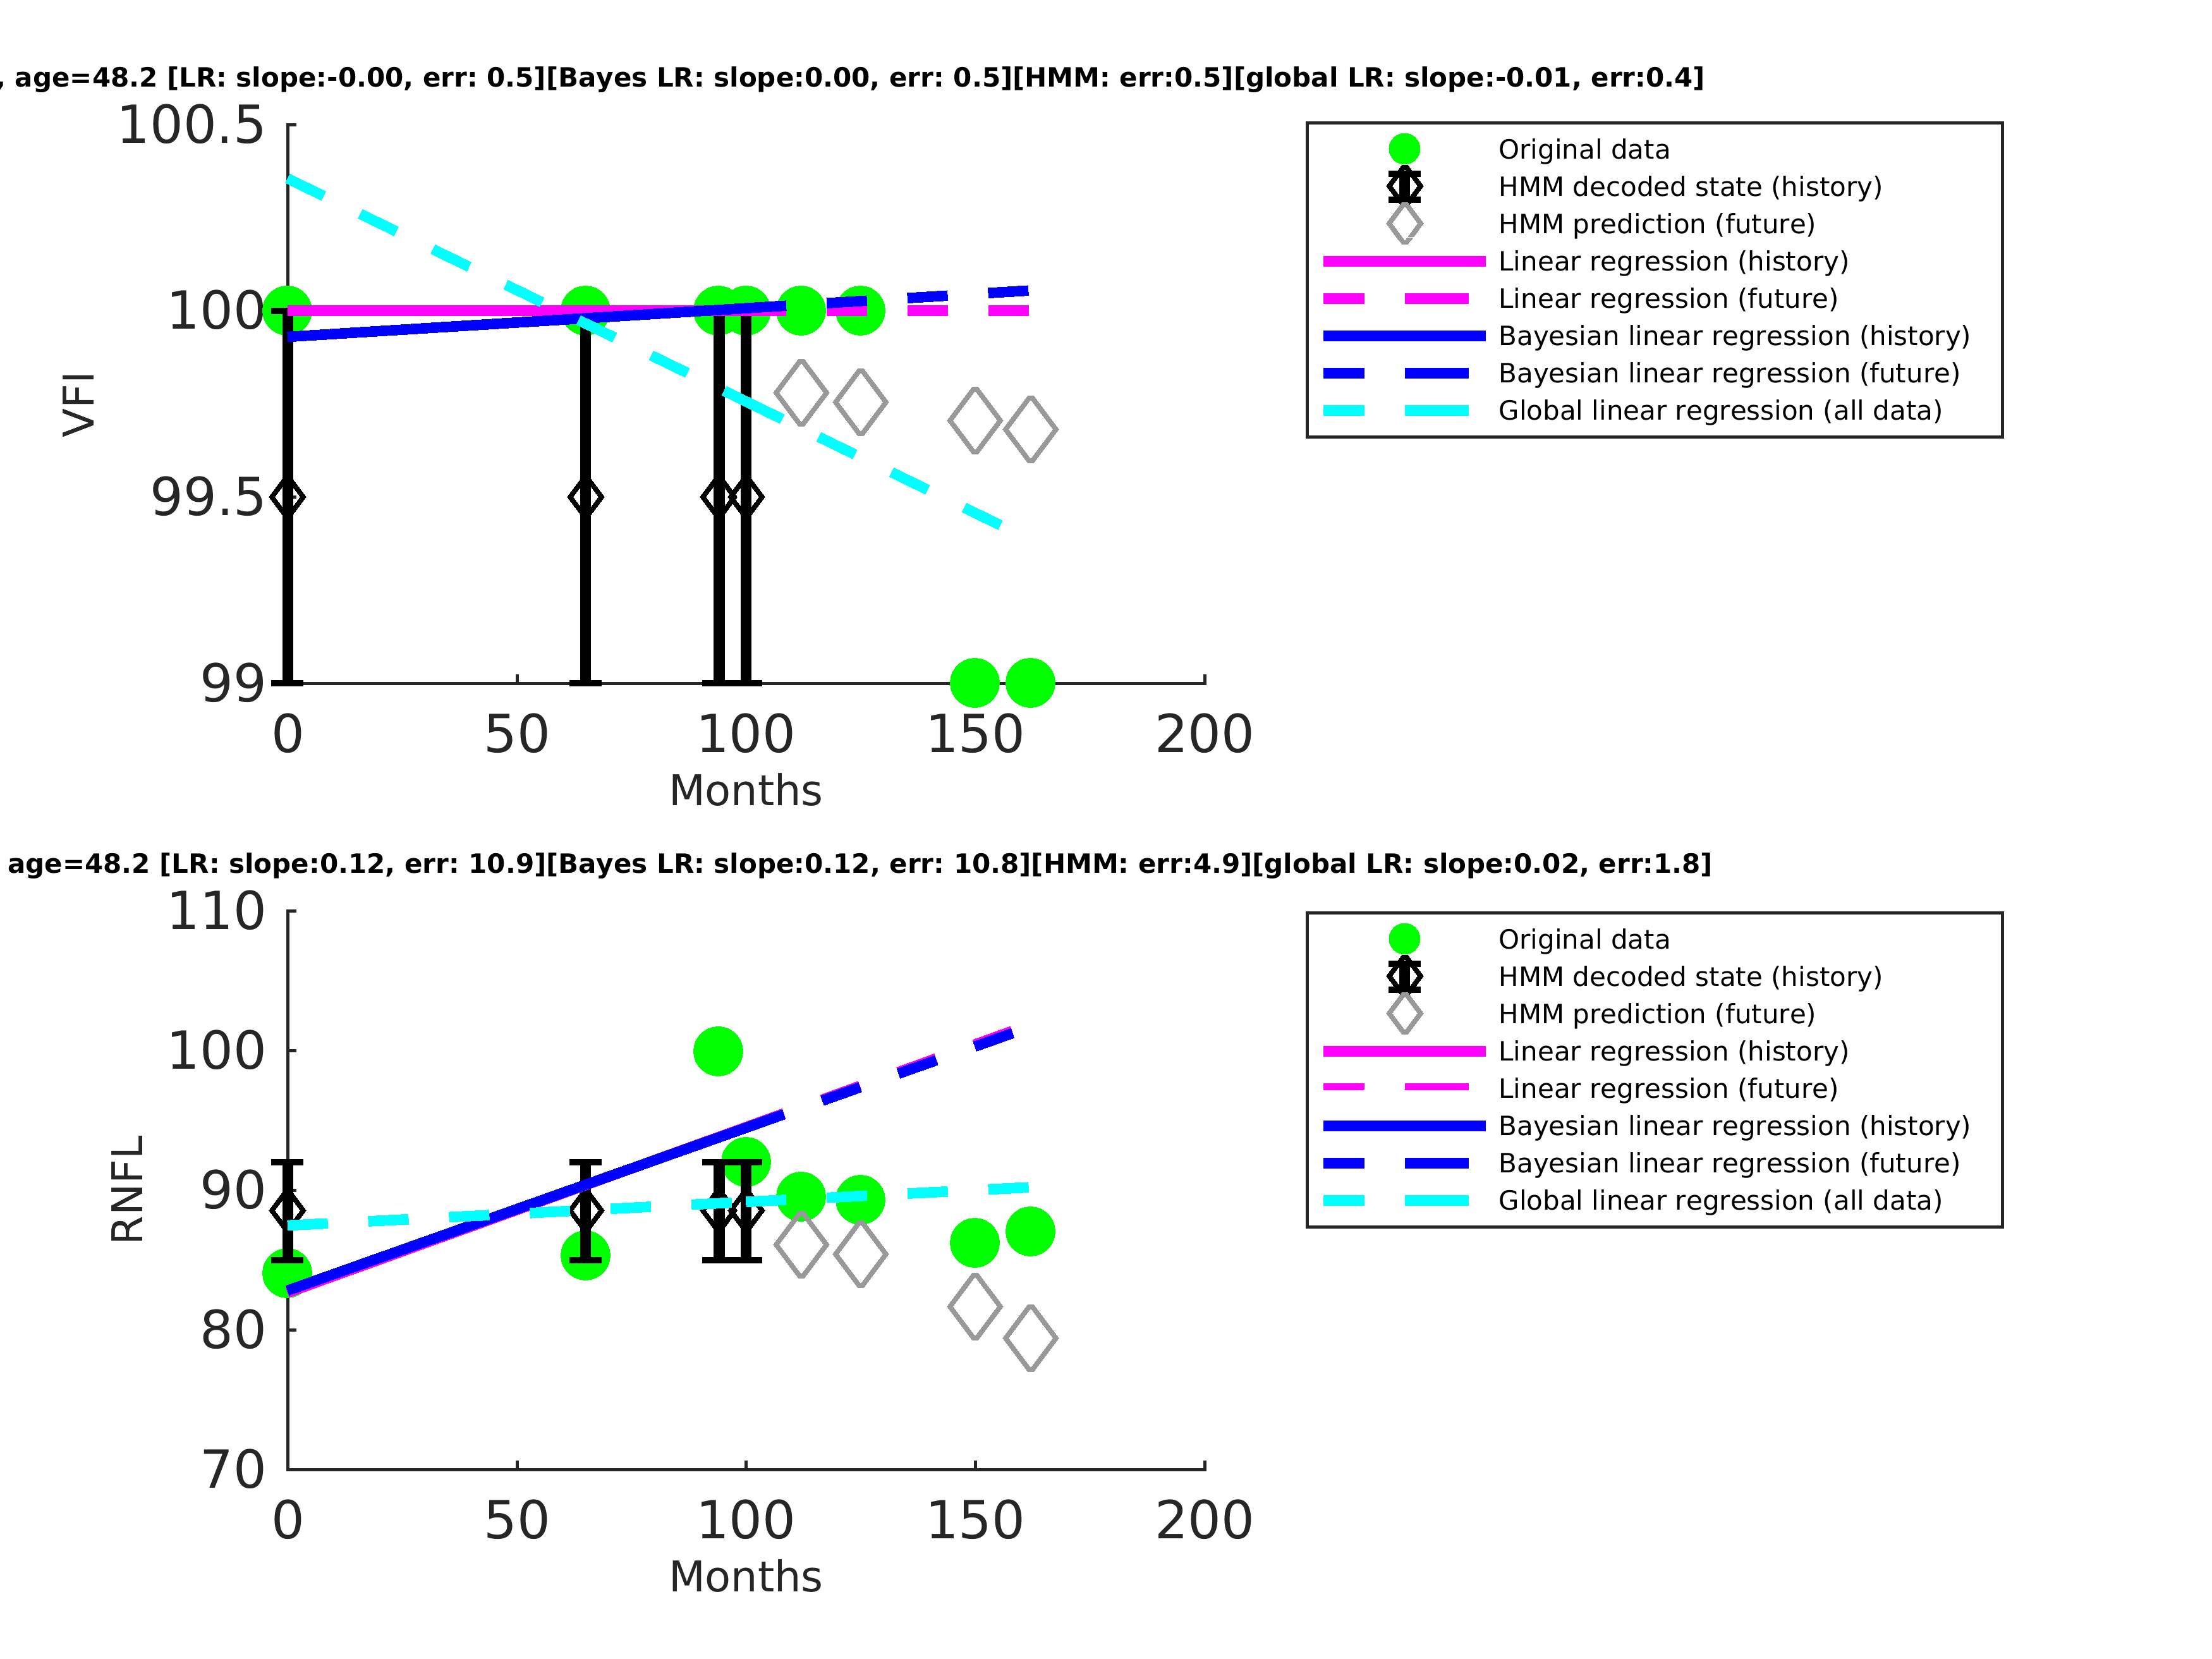 , age=48.2 [LR: slope:-0.00, err: 0.5][Bayes LR: slope:0.00, err: 0.5][HMM: err:0.5][global LR: slope:-0.01, err:0.4]
100.5
100
99.5
99
VFI
0 50 100 150 200
Months
Original data
HMM decoded state (history)
HMM prediction (future)
Linear regression (history)
Linear regression (future)
Bayesian linear regression (history)
Bayesian linear regression (future)
Global linear regression (all data)
age=48.2 [LR: slope:0.12, err: 10.9][Bayes LR: slope:0.12, err: 10.8][HMM: err:4.9][global LR: slope:0.02, err:1.8]
110
100
90
80
70
RNFL
0 50 100 150 200
Months
Original data
HMM decoded state (history)
HMM prediction (future)
Linear regression (history)
Linear regression (future)
Bayesian linear regression (history)
Bayesian linear regression (future)
Global linear regression (all data)